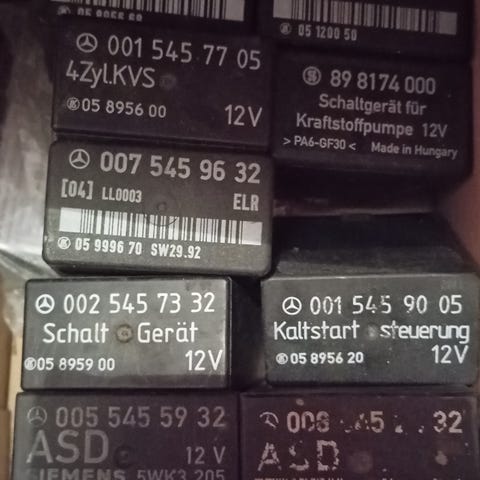 05 1200 50
001 545 77 05
4Zyl.KVS
05 8956 00
12V
898174 000
Schaltgerät für
Kraftstoffpumpe 12V
> PA6-GF30 < Made in Hungary
007 545 96 32
[04] LL0003 ELR
05 9996 70 SW29.92
002 545 73 32
Schalt Gerät
05 8959 00 12V
001 545 90 05
Kaltstart steuerung
05 8956 20 12V
005 545 59 32
ASD 12 V
SIEMENS 5WK3 205
32
ASD